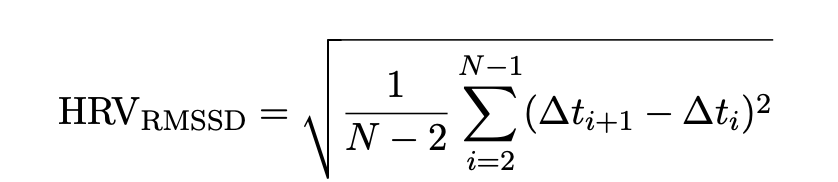 HRV_RMSSD = √(1/(N − 2) ∑_{i=2}^{N−1} (Δt_{i+1} − Δt_i)²)